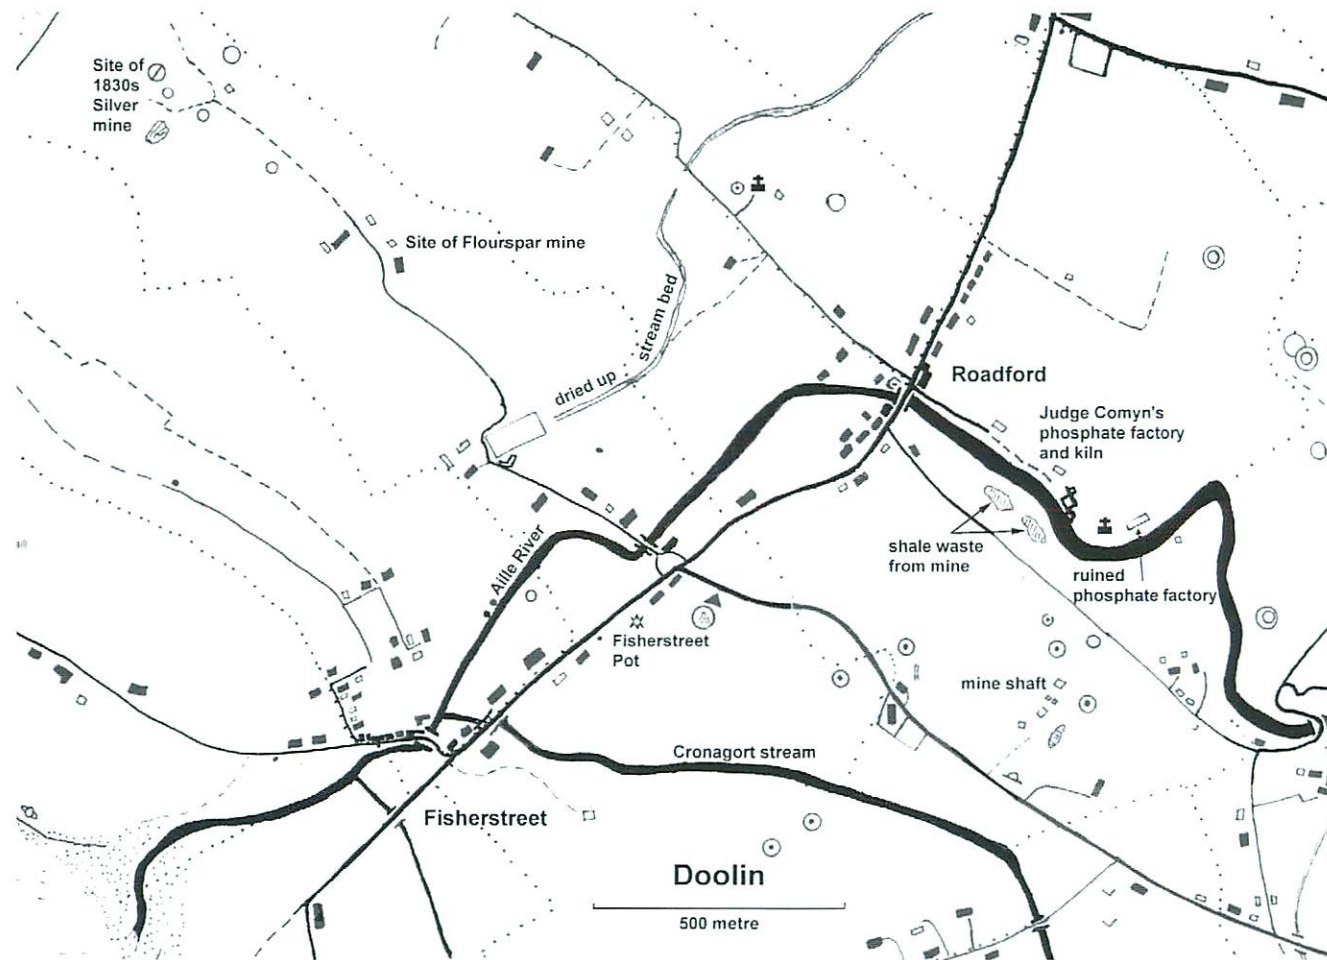 Site of
1830s
Silver
mine
Site of Flourspar mine
stream bed
dried up
Roadford
Judge Comyn's
phosphate factory
and kiln
Aille River
shale waste
from mine
ruined
phosphate factory
Fisherstreet
Pot
mine shaft
Cronagort stream
Fisherstreet
Doolin
500 metre